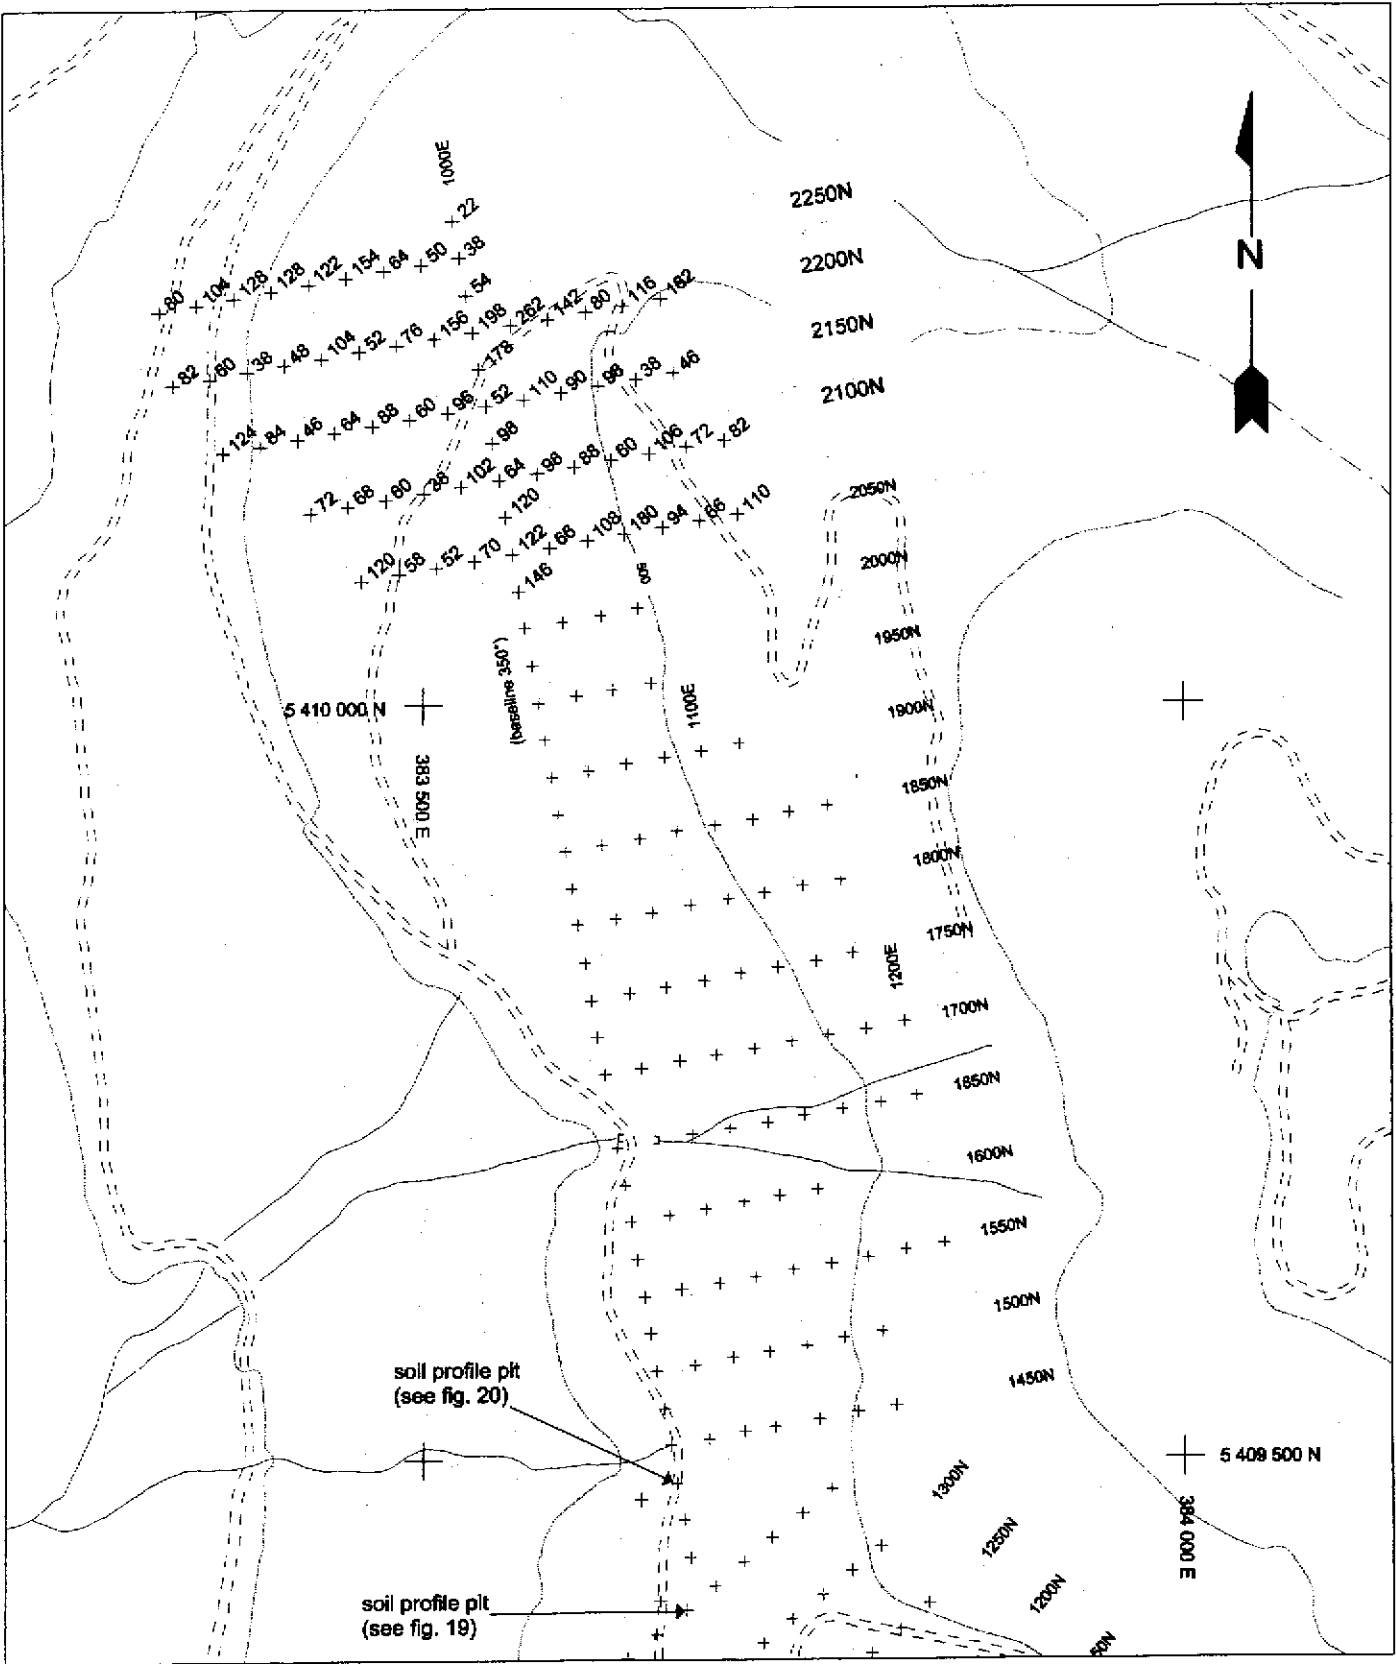 1000E
22
2250N
80 104 128 128 122 154 64 50 38
2200N
N
54
82 60 38 48 104 52 76 156 198 262 142 80 116 182
2150N
178
124 84 46 64 88 60 96 52 110 90 96 38 46
2100N
98
72 68 60 38 102 64 98 88 60 106 72 82
2050N
120
120 58 52 70 122 66 108 180 94 66 110
2000N
146
1950N
(baseline 350°)
1100E
5 410 000 N
1900N
383 500 E
1850N
1800N
1750N
1200E
1700N
1650N
1600N
1550N
1500N
soil profile pit
(see fig. 20)
1450N
5 409 500 N
1300N
384 000 E
1250N
1200N
soil profile pit
(see fig. 19)
50N